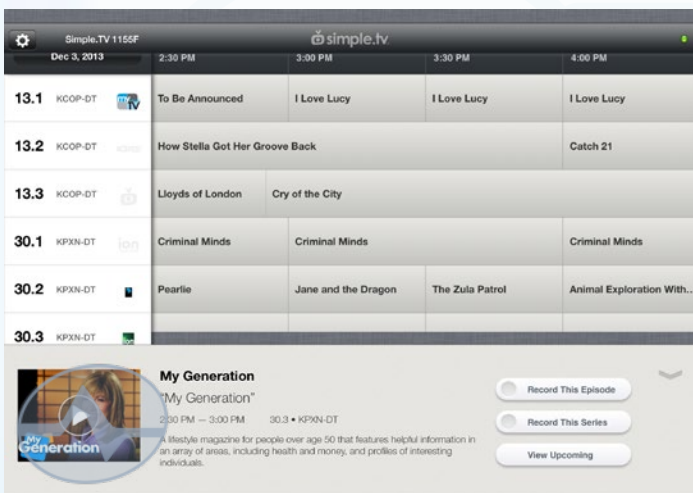 Simple.TV 1155F
simple.tv
Dec 3, 2013 2:30 PM 3:00 PM 3:30 PM 4:00 PM
13.1 KCOP-DT my TV To Be Announced I Love Lucy I Love Lucy I Love Lucy
13.2 KCOP-DT How Stella Got Her Groove Back Catch 21
13.3 KCOP-DT Lloyds of London Cry of the City
30.1 KPXN-DT ion Criminal Minds Criminal Minds Criminal Minds
30.2 KPXN-DT Pearlie Jane and the Dragon The Zula Patrol Animal Exploration With...
30.3 KPXN-DT ion
My Generation
My Generation
"My Generation"
2:30 PM — 3:00 PM 30.3 • KPXN-DT
A lifestyle magazine for people over age 50 that features helpful information in
an array of areas, including health and money, and profiles of interesting
individuals.
Record This Episode
Record This Series
View Upcoming